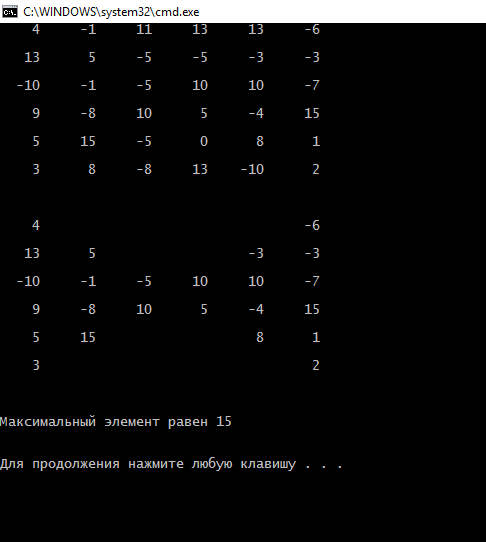 C:\WINDOWS\system32\cmd.exe
4 -1 11 13 13 -6
13 5 -5 -5 -3 -3
-10 -1 -5 10 10 -7
9 -8 10 5 -4 15
5 15 -5 0 8 1
3 8 -8 13 -10 2
4 -6
13 5 -3 -3
-10 -1 -5 10 10 -7
9 -8 10 5 -4 15
5 15 8 1
3 2
Максимальный элемент равен 15
Для продолжения нажмите любую клавишу . . .